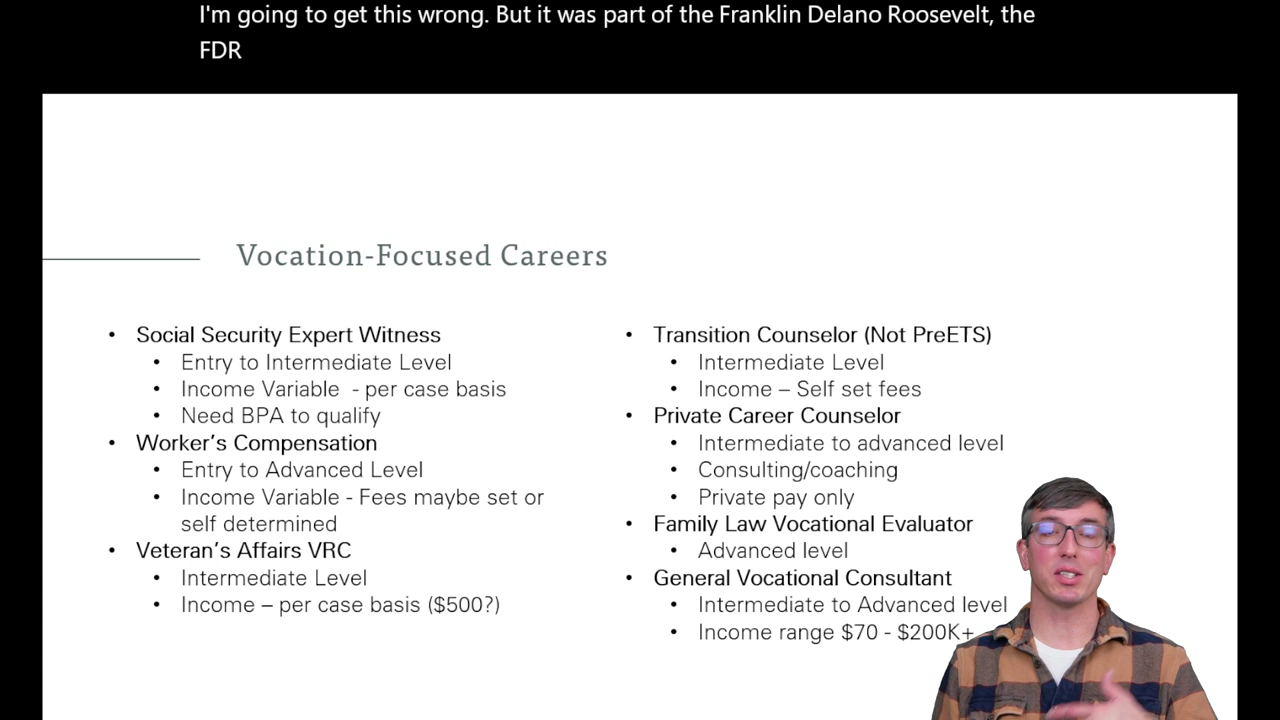 I'm going to get this wrong. But it was part of the Franklin Delano Roosevelt, the
FDR
Vocation-Focused Careers
• Social Security Expert Witness
• Entry to Intermediate Level
• Income Variable - per case basis
• Need BPA to qualify
• Worker's Compensation
• Entry to Advanced Level
• Income Variable - Fees maybe set or
self determined
• Veteran's Affairs VRC
• Intermediate Level
• Income – per case basis ($500?)
• Transition Counselor (Not PreETS)
• Intermediate Level
• Income – Self set fees
• Private Career Counselor
• Intermediate to advanced level
• Consulting/coaching
• Private pay only
• Family Law Vocational Evaluator
• Advanced level
• General Vocational Consultant
• Intermediate to Advanced level
• Income range $70 - $200K+